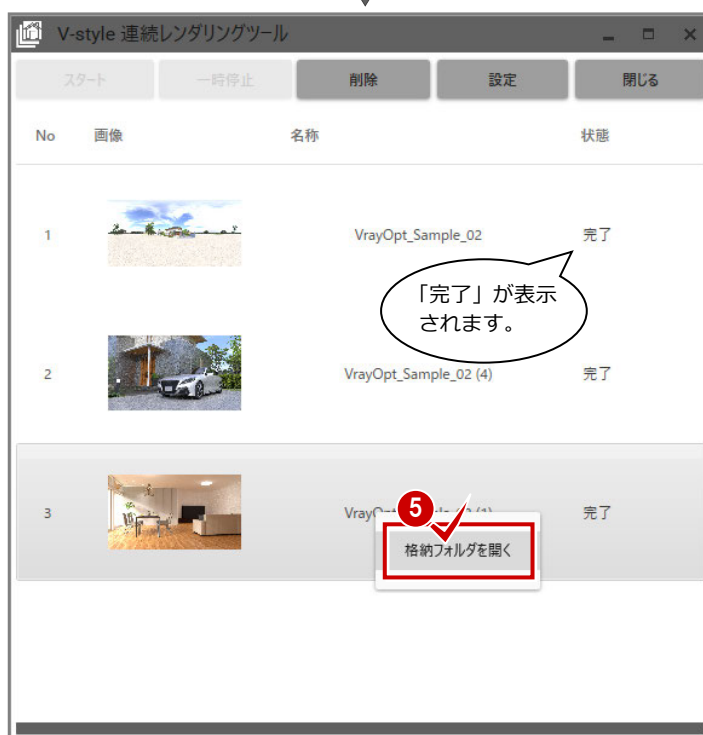 V-style 連続レンダリングツール
スタート 一時停止 削除 設定 閉じる
No 画像 名称 状態
1 VrayOpt_Sample_02 完了
「完了」が表示
されます。
2 VrayOpt_Sample_02 (4) 完了
3 完了
5
格納フォルダを開く